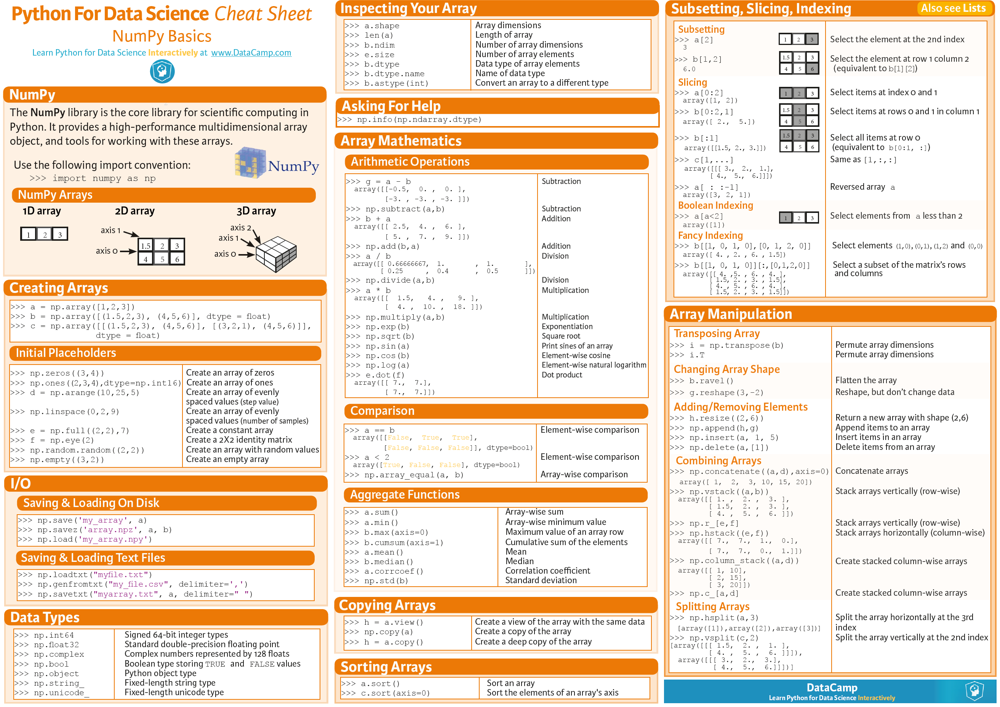 Python For Data Science Cheat Sheet
NumPy Basics
Learn Python for Data Science Interactively at www.DataCamp.com
NumPy
The NumPy library is the core library for scientific computing in
Python. It provides a high-performance multidimensional array
object, and tools for working with these arrays.
Use the following import convention:
>>> import numpy as np
NumPy
NumPy Arrays
1D array
2D array
3D array
1 2 3
axis 1
axis 0
1.5 2 3
4 5 6
axis 2
axis 1
axis 0
Creating Arrays
>>> a = np.array([1,2,3])
>>> b = np.array([(1.5,2,3), (4,5,6)], dtype = float)
>>> c = np.array([[(1.5,2,3), (4,5,6)], [(3,2,1), (4,5,6)]],
dtype = float)
Initial Placeholders
>>> np.zeros((3,4)) Create an array of zeros
>>> np.ones((2,3,4),dtype=np.int16) Create an array of ones
>>> d = np.arange(10,25,5) Create an array of evenly
spaced values (step value)
>>> np.linspace(0,2,9) Create an array of evenly
spaced values (number of samples)
>>> e = np.full((2,2),7) Create a constant array
>>> f = np.eye(2) Create a 2X2 identity matrix
>>> np.random.random((2,2)) Create an array with random values
>>> np.empty((3,2)) Create an empty array
I/O
Saving & Loading On Disk
>>> np.save('my_array', a)
>>> np.savez('array.npz', a, b)
>>> np.load('my_array.npy')
Saving & Loading Text Files
>>> np.loadtxt("myfile.txt")
>>> np.genfromtxt("my_file.csv", delimiter=',')
>>> np.savetxt("myarray.txt", a, delimiter=" ")
Data Types
>>> np.int64 Signed 64-bit integer types
>>> np.float32 Standard double-precision floating point
>>> np.complex Complex numbers represented by 128 floats
>>> np.bool Boolean type storing TRUE and FALSE values
>>> np.object Python object type
>>> np.string_ Fixed-length string type
>>> np.unicode_ Fixed-length unicode type
Inspecting Your Array
>>> a.shape Array dimensions
>>> len(a) Length of array
>>> b.ndim Number of array dimensions
>>> e.size Number of array elements
>>> b.dtype Data type of array elements
>>> b.dtype.name Name of data type
>>> b.astype(int) Convert an array to a different type
Asking For Help
>>> np.info(np.ndarray.dtype)
Array Mathematics
Arithmetic Operations
>>> g = a - b Subtraction
array([[-0.5, 0. , 0. ],
[-3. , -3. , -3. ]])
>>> np.subtract(a,b) Subtraction
>>> b + a Addition
array([[ 2.5, 4. , 6. ],
[ 5. , 7. , 9. ]])
>>> np.add(b,a) Addition
>>> a / b Division
array([[ 0.66666667, 1. , 1. ],
[ 0.25 , 0.4 , 0.5 ]])
>>> np.divide(a,b) Division
>>> a * b Multiplication
array([[ 1.5, 4. , 9. ],
[ 4. , 10. , 18. ]])
>>> np.multiply(a,b) Multiplication
>>> np.exp(b) Exponentiation
>>> np.sqrt(b) Square root
>>> np.sin(a) Print sines of an array
>>> np.cos(b) Element-wise cosine
>>> np.log(a) Element-wise natural logarithm
>>> e.dot(f) Dot product
array([[ 7., 7.],
[ 7., 7.]])
Comparison
>>> a == b Element-wise comparison
array([[False, True, True],
[False, False, False]], dtype=bool)
>>> a < 2 Element-wise comparison
array([True, False, False], dtype=bool)
>>> np.array_equal(a, b) Array-wise comparison
Aggregate Functions
>>> a.sum() Array-wise sum
>>> a.min() Array-wise minimum value
>>> b.max(axis=0) Maximum value of an array row
>>> b.cumsum(axis=1) Cumulative sum of the elements
>>> a.mean() Mean
>>> b.median() Median
>>> a.corrcoef() Correlation coefficient
>>> np.std(b) Standard deviation
Copying Arrays
>>> h = a.view() Create a view of the array with the same data
>>> np.copy(a) Create a copy of the array
>>> h = a.copy() Create a deep copy of the array
Sorting Arrays
>>> a.sort() Sort an array
>>> c.sort(axis=0) Sort the elements of an array's axis
Subsetting, Slicing, Indexing Also see Lists
Subsetting
>>> a[2] 1 2 3 Select the element at the 2nd index
3
>>> b[1,2] 1.5 2 3 Select the element at row 1 column 2
6.0 4 5 6 (equivalent to b[1][2])
Slicing
>>> a[0:2] 1 2 3 Select items at index 0 and 1
array([1, 2])
>>> b[0:2,1] 1.5 2 3 Select items at rows 0 and 1 in column 1
array([ 2., 5.]) 4 5 6
>>> b[:1] 1.5 2 3 Select all items at row 0
array([[1.5, 2., 3.]]) 4 5 6 (equivalent to b[0:1, :])
>>> c[1,...] Same as [1,:,:]
array([[[ 3., 2., 1.],
[ 4., 5., 6.]]])
>>> a[ : :-1] Reversed array a
array([3, 2, 1])
Boolean Indexing
>>> a[a<2] 1 2 3 Select elements from a less than 2
array([1])
Fancy Indexing
>>> b[[1, 0, 1, 0],[0, 1, 2, 0]] Select elements (1,0),(0,1),(1,2) and (0,0)
array([ 4. , 2. , 6. , 1.5])
>>> b[[1, 0, 1, 0]][:,[0,1,2,0]] Select a subset of the matrix's rows
and columns
array([[ 4. ,5. , 6. , 4. ],
[ 1.5, 2. , 3. , 1.5],
[ 4. , 5. , 6. , 4. ],
[ 1.5, 2. , 3. , 1.5]])
Array Manipulation
Transposing Array
>>> i = np.transpose(b) Permute array dimensions
>>> i.T Permute array dimensions
Changing Array Shape
>>> b.ravel() Flatten the array
>>> g.reshape(3,-2) Reshape, but don't change data
Adding/Removing Elements
>>> h.resize((2,6)) Return a new array with shape (2,6)
>>> np.append(h,g) Append items to an array
>>> np.insert(a, 1, 5) Insert items in an array
>>> np.delete(a,[1]) Delete items from an array
Combining Arrays
>>> np.concatenate((a,d),axis=0) Concatenate arrays
array([ 1, 2, 3, 10, 15, 20])
>>> np.vstack((a,b)) Stack arrays vertically (row-wise)
array([[ 1. , 2. , 3. ],
[ 1.5, 2. , 3. ],
[ 4. , 5. , 6. ]])
>>> np.r_[e,f] Stack arrays vertically (row-wise)
>>> np.hstack((e,f)) Stack arrays horizontally (column-wise)
array([[ 7., 7., 1., 0.],
[ 7., 7., 0., 1.]])
>>> np.column_stack((a,d)) Create stacked column-wise arrays
array([[ 1, 10],
[ 2, 15],
[ 3, 20]])
>>> np.c_[a,d] Create stacked column-wise arrays
Splitting Arrays
>>> np.hsplit(a,3) Split the array horizontally at the 3rd
index
[array([1]),array([2]),array([3])]
>>> np.vsplit(c,2) Split the array vertically at the 2nd index
[array([[[ 1.5, 2. , 1. ],
[ 4. , 5. , 6. ]]]),
array([[[ 3., 2., 3.],
[ 4., 5., 6.]]])]
DataCamp
Learn Python for Data Science Interactively